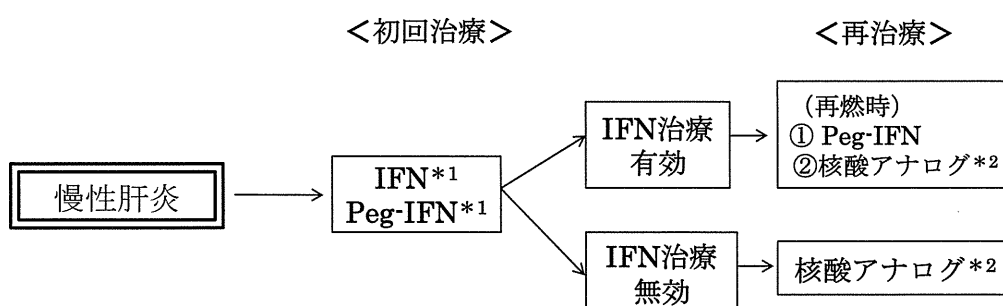 ＜初回治療＞
＜再治療＞
慢性肝炎
IFN*1
Peg-IFN*1
IFN治療
有効
（再燃時）
① Peg-IFN
②核酸アナログ*2
IFN治療
無効
核酸アナログ*2